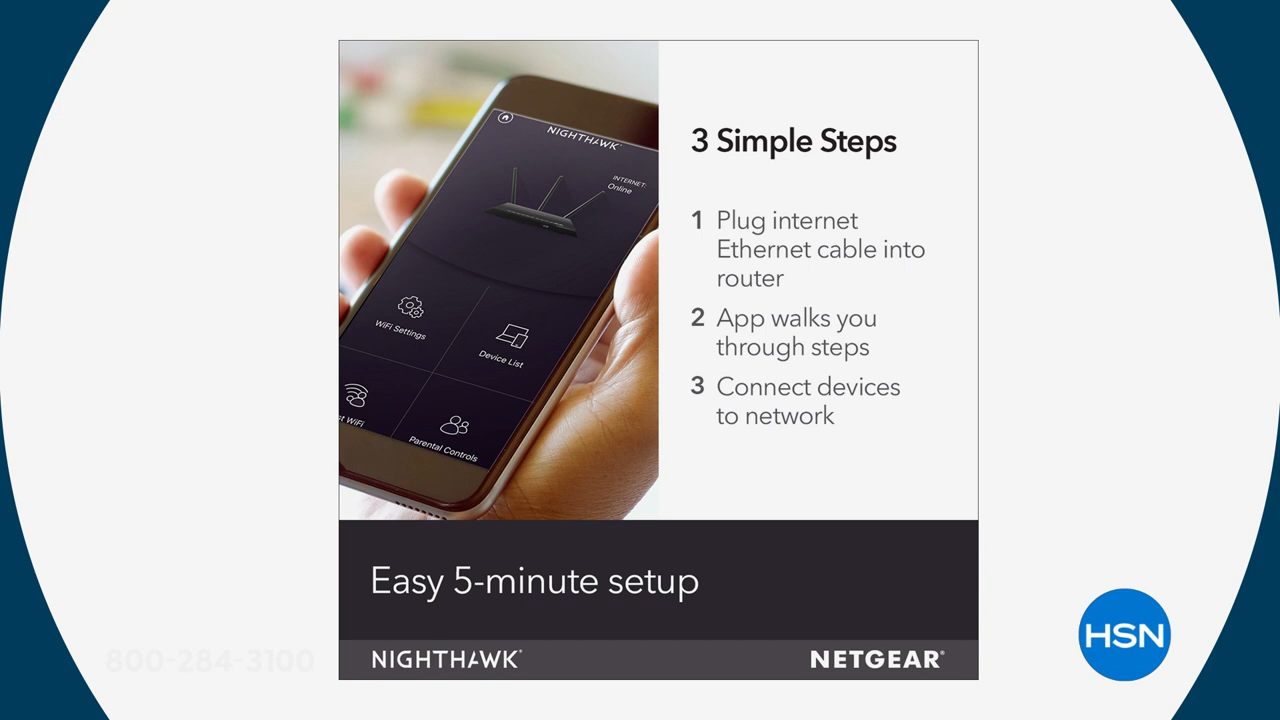 NIGHTHAWK
INTERNET:
Online
WiFi Settings
Device List
st WiFi
Parental Controls
3 Simple Steps
1 Plug internet
Ethernet cable into
router
2 App walks you
through steps
3 Connect devices
to network
Easy 5-minute setup
800-284-3100
NIGHTHAWK®
NETGEAR®
HSN